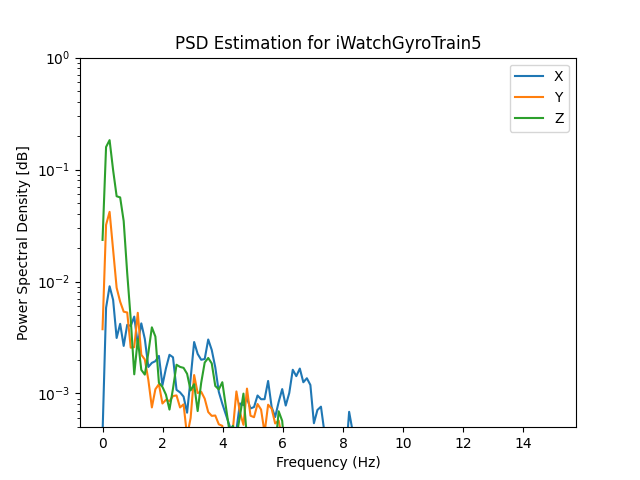 PSD Estimation for iWatchGyroTrain5
Power Spectral Density [dB]
10⁰
10⁻¹
10⁻²
10⁻³
X
Y
Z
0 2 4 6 8 10 12 14
Frequency (Hz)